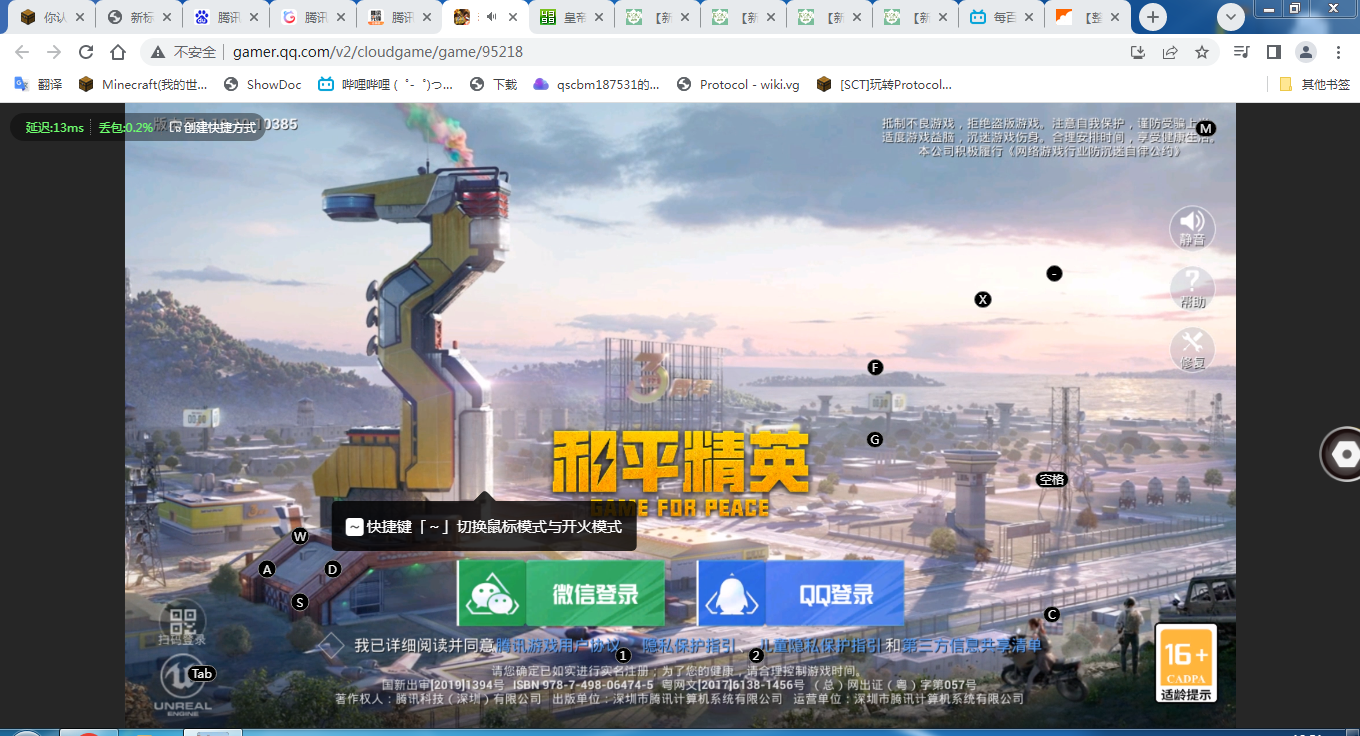 你认
新标
腾讯
腾讯
腾讯
皇帝
【新
【新
【新
【新
每百
【整
不安全 gamer.qq.com/v2/cloudgame/game/95218
翻译 Minecraft(我的世... ShowDoc 哔哩哔哩 (゜-゜)つ... 下载 qscbm187531的... Protocol - wiki.vg [SCT]玩转Protocol... 其他书签
延迟:13ms 丢包:0.2% 创建快捷方式
抵制不良游戏，拒绝盗版游戏。注意自我保护，谨防受骗上
适度游戏益脑，沉迷游戏伤身。合理安排时间，享受健康生活。
本公司积极履行《网络游戏行业防沉迷自律公约》
M
静音
-
X
帮助
修复
F
3周年
G
和平精英
GAME FOR PEACE
空格
~ 快捷键「~」切换鼠标模式与开火模式
W
A
D
S
微信登录
QQ登录
C
扫码登录
我已详细阅读并同意腾讯游戏用户协议、隐私保护指引、儿童隐私保护指引和第三方信息共享清单
1
2
Tab
请您确定已如实进行实名注册；为了您的健康，请合理控制游戏时间。
国新出审[2019]1394号 ISBN 978-7-498-06474-5 粤网文[2017]6138-1456号 （总）网出证（粤）字第057号
著作权人：腾讯科技（深圳）有限公司 出版单位：深圳市腾讯计算机系统有限公司 运营单位：深圳市腾讯计算机系统有限公司
UNREAL
ENGINE
16+
CADPA
适龄提示